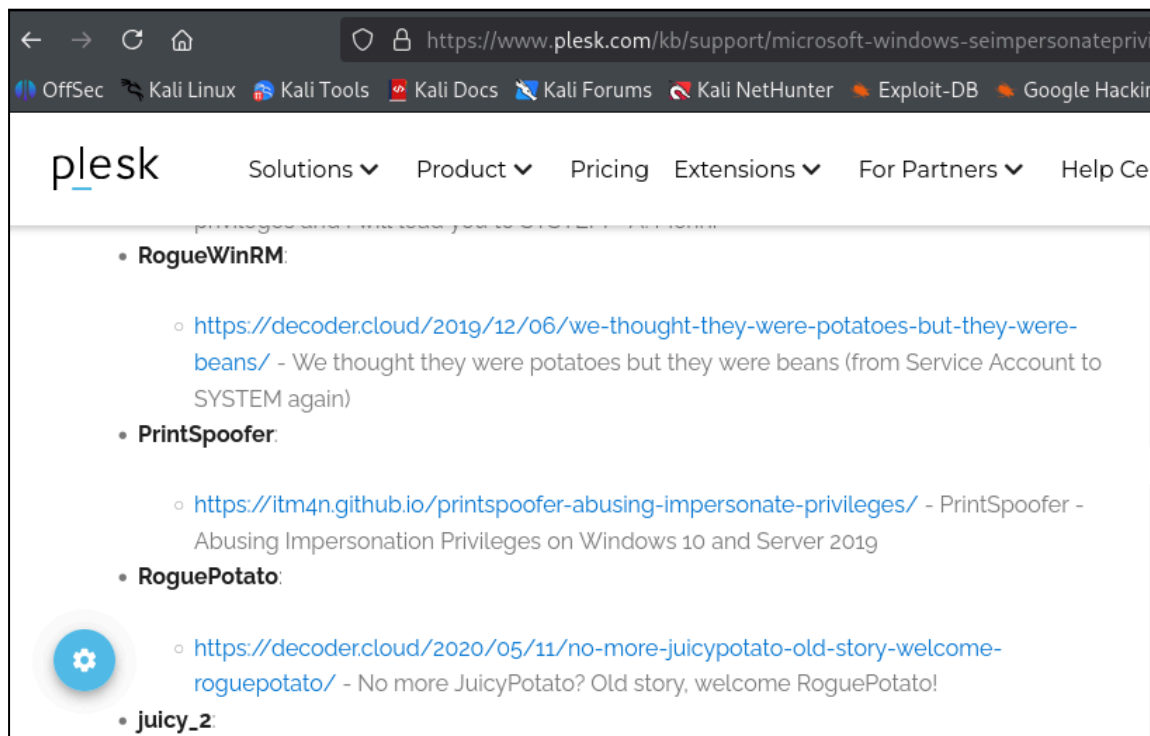 https://www.plesk.com/kb/support/microsoft-windows-seimpersonateprivi
OffSec Kali Linux Kali Tools Kali Docs Kali Forums Kali NetHunter Exploit-DB Google Hackin
plesk Solutions Product Pricing Extensions For Partners Help Ce
RogueWinRM:
https://decoder.cloud/2019/12/06/we-thought-they-were-potatoes-but-they-were-
beans/ - We thought they were potatoes but they were beans (from Service Account to
SYSTEM again)
PrintSpoofer:
https://itm4n.github.io/printspoofer-abusing-impersonate-privileges/ - PrintSpoofer -
Abusing Impersonation Privileges on Windows 10 and Server 2019
RoguePotato:
https://decoder.cloud/2020/05/11/no-more-juicypotato-old-story-welcome-
roguepotato/ - No more JuicyPotato? Old story, welcome RoguePotato!
juicy_2: